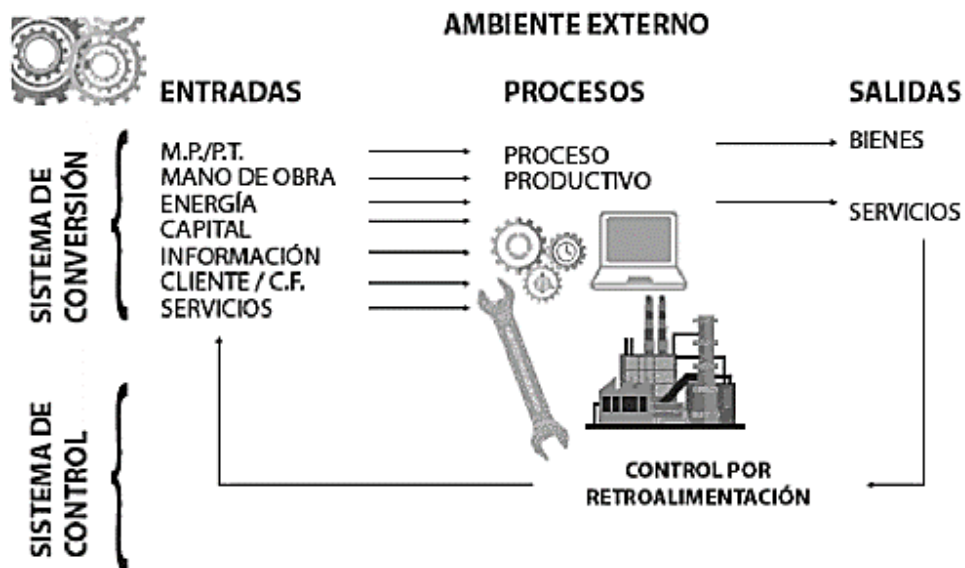 AMBIENTE EXTERNO
ENTRADAS
PROCESOS
SALIDAS
SISTEMA DE
CONVERSIÓN
M.P./P.T.
MANO DE OBRA
ENERGÍA
CAPITAL
INFORMACIÓN
CLIENTE / C.F.
SERVICIOS
PROCESO
PRODUCTIVO
BIENES
SERVICIOS
SISTEMA DE
CONTROL
CONTROL POR
RETROALIMENTACIÓN